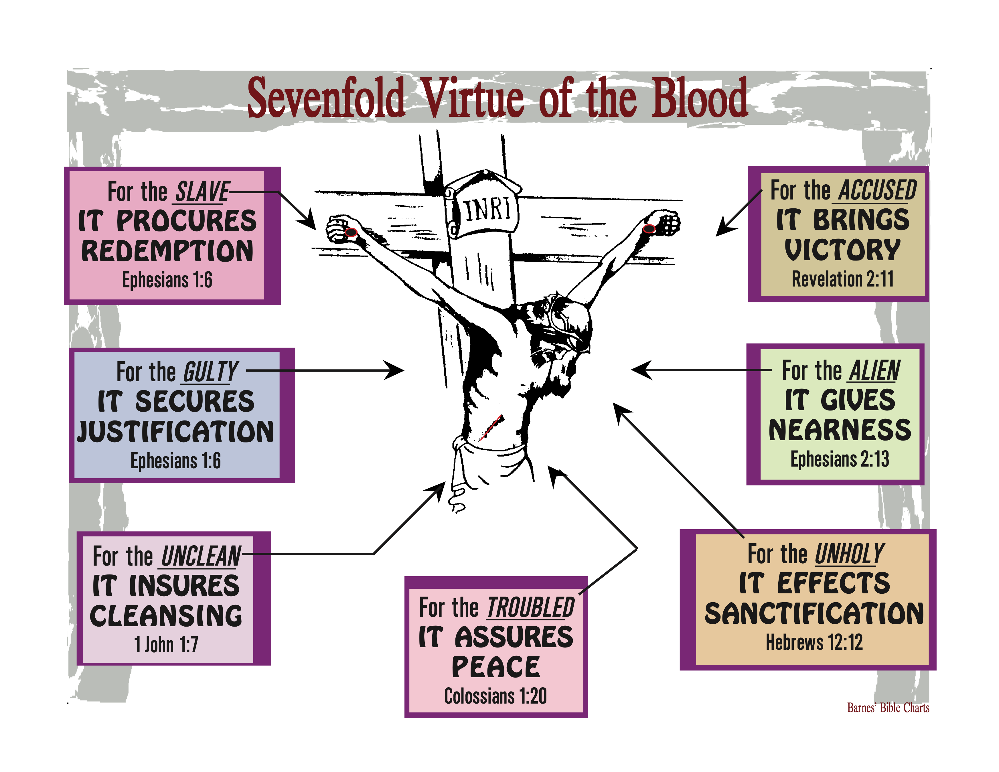 Sevenfold Virtue of the Blood
INRI
For the SLAVE
IT PROCURES
REDEMPTION
Ephesians 1:6
For the GULTY
IT SECURES
JUSTIFICATION
Ephesians 1:6
For the UNCLEAN
IT INSURES
CLEANSING
1 John 1:7
For the TROUBLED
IT ASSURES
PEACE
Colossians 1:20
For the UNHOLY
IT EFFECTS
SANCTIFICATION
Hebrews 12:12
For the ALIEN
IT GIVES
NEARNESS
Ephesians 2:13
For the ACCUSED
IT BRINGS
VICTORY
Revelation 2:11
Barnes' Bible Charts